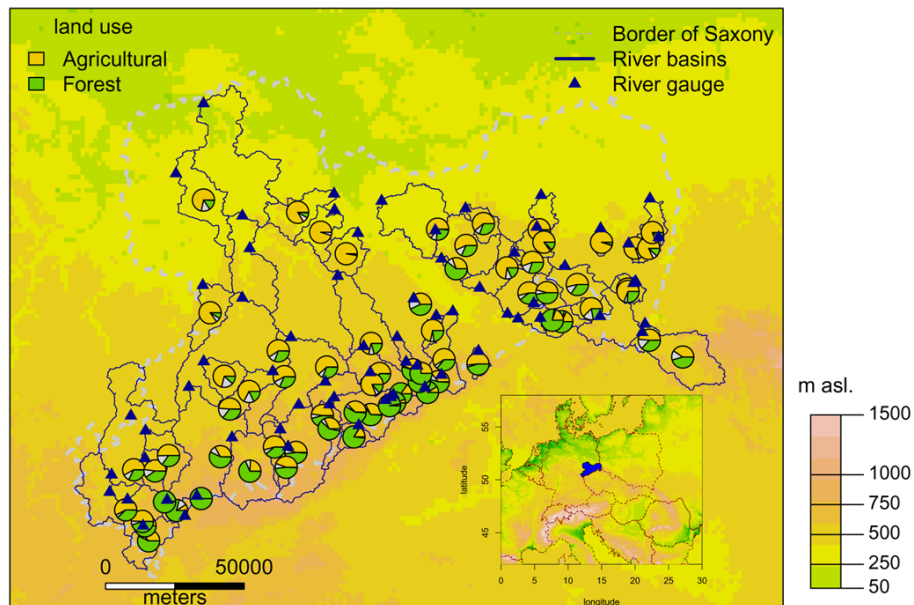 land use
Agricultural
Forest
Border of Saxony
River basins
River gauge
m asl.
1500
1000
750
500
250
50
0 50000
meters
latitude
55
50
45
0 5 10 15 20 25 30
longitude